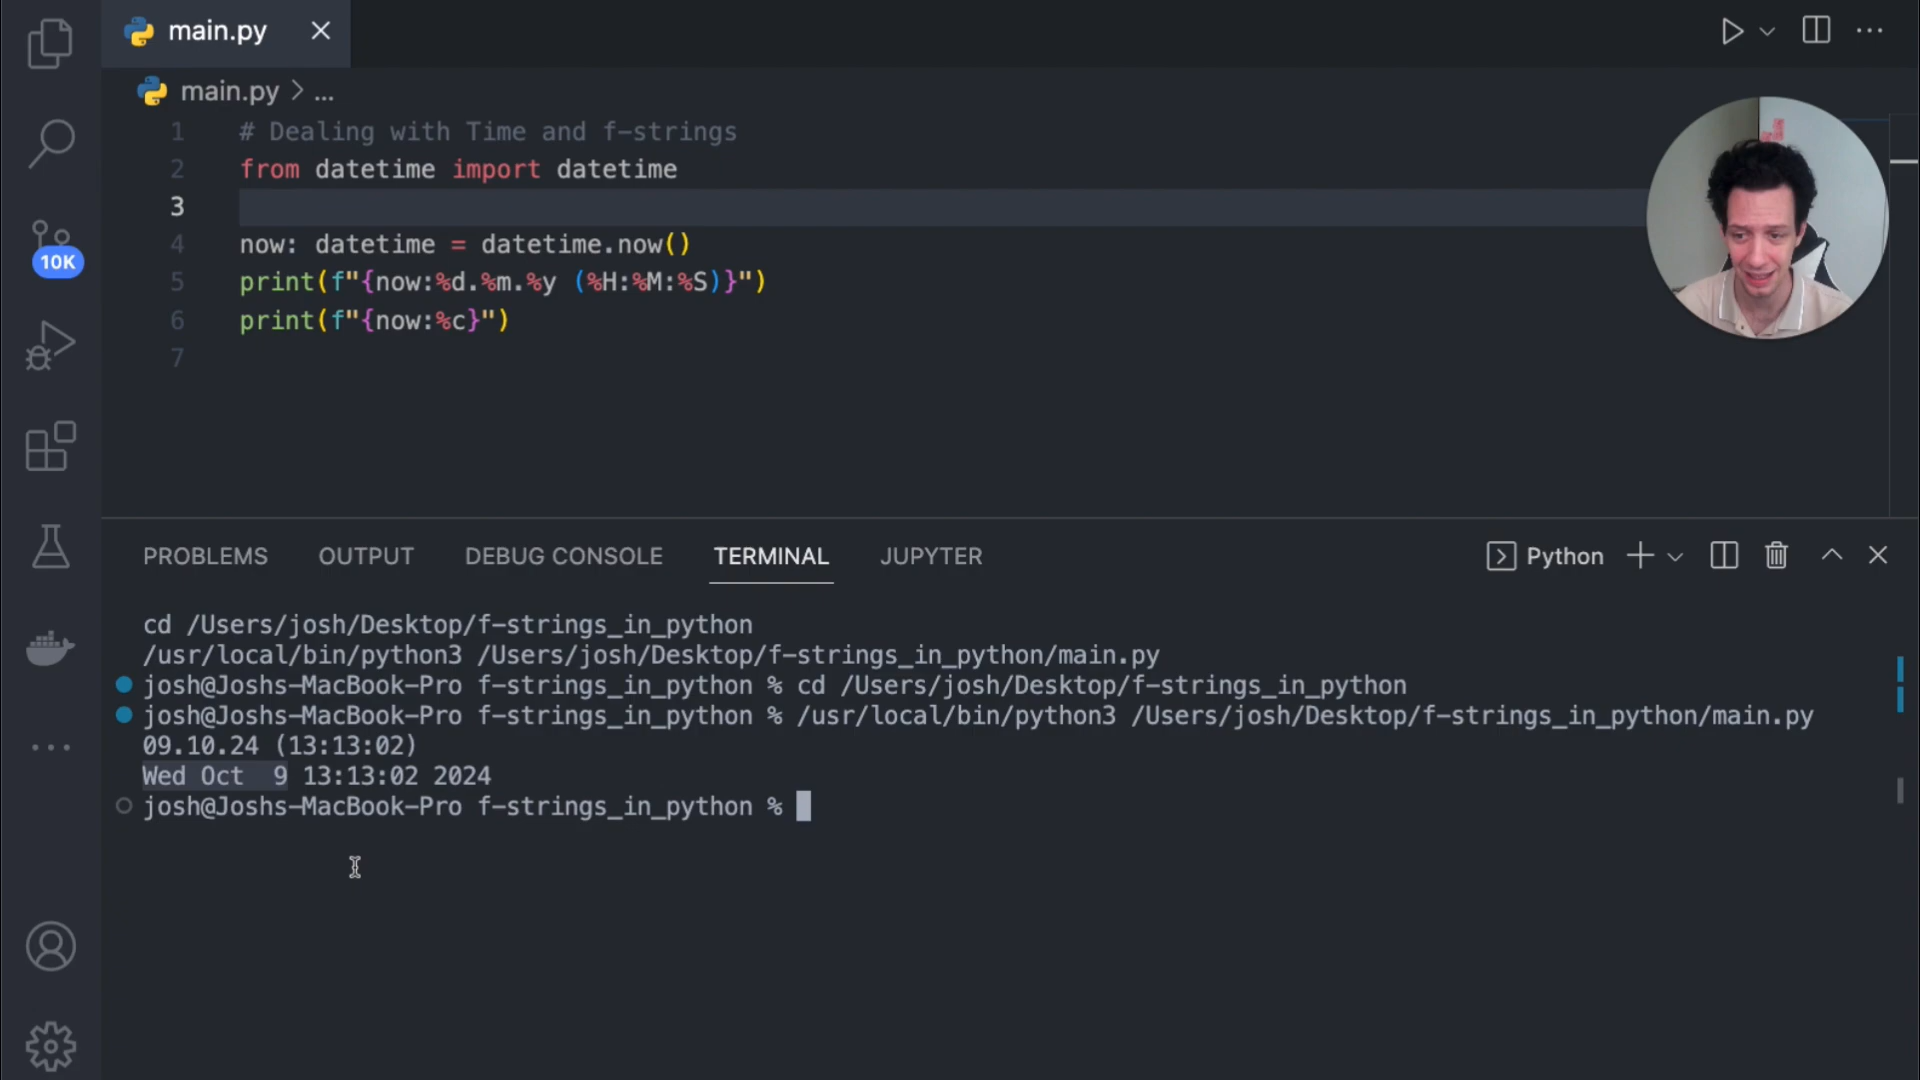 main.py
main.py > ...
1 # Dealing with Time and f-strings
2 from datetime import datetime
3
4 now: datetime = datetime.now()
5 print(f"{now:%d.%m.%y (%H:%M:%S)}")
6 print(f"{now:%c}")
7
10K
PROBLEMS OUTPUT DEBUG CONSOLE TERMINAL JUPYTER Python
cd /Users/josh/Desktop/f-strings_in_python
/usr/local/bin/python3 /Users/josh/Desktop/f-strings_in_python/main.py
josh@Joshs-MacBook-Pro f-strings_in_python % cd /Users/josh/Desktop/f-strings_in_python
josh@Joshs-MacBook-Pro f-strings_in_python % /usr/local/bin/python3 /Users/josh/Desktop/f-strings_in_python/main.py
09.10.24 (13:13:02)
Wed Oct  9 13:13:02 2024
josh@Joshs-MacBook-Pro f-strings_in_python %